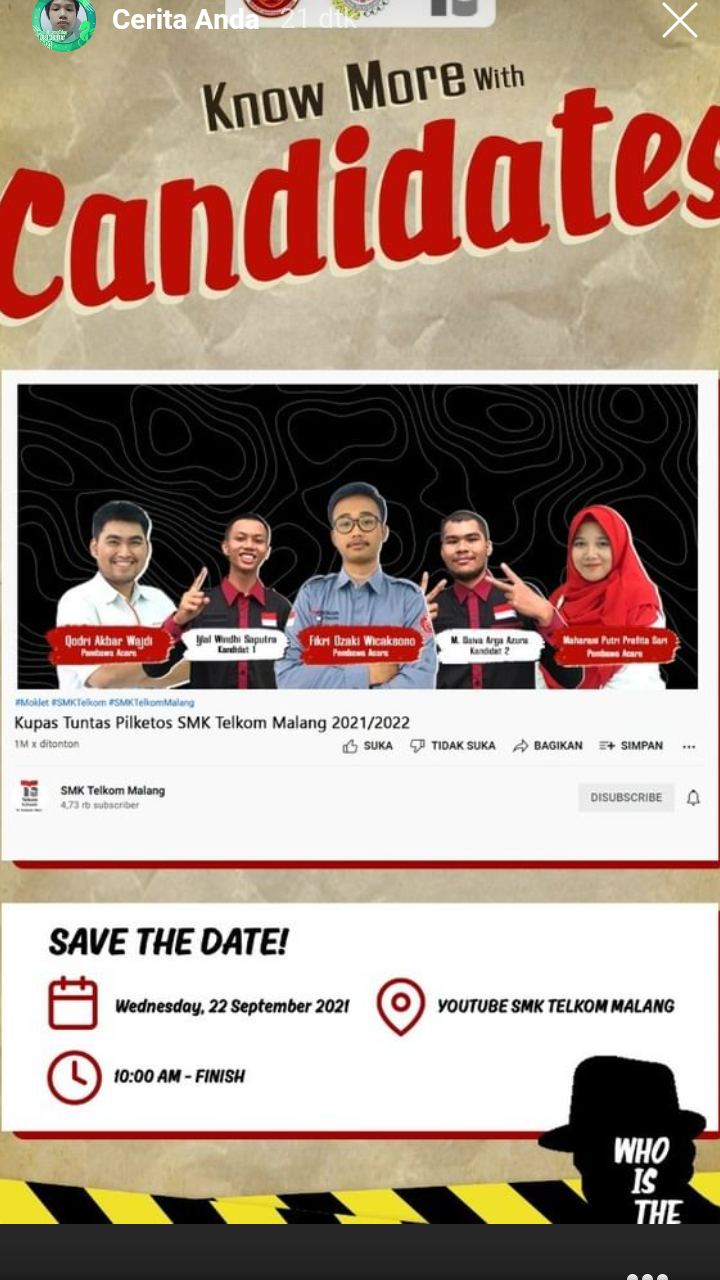 Cerita Anda 21 dtk
Know More With
Candidates
Qodri Akbar Wajdi
Pembawa Acara
Ijlal Windhi Saputra
Kandidat 1
Fikri Dzaki Wicaksono
Pembawa Acara
M. Daiva Arga Azura
Kandidat 2
Maharani Putri Prafita Sari
Pembawa Acara
#Moklet #SMKTelkom #SMKTelkomMalang
Kupas Tuntas Pilketos SMK Telkom Malang 2021/2022
1M x ditonton
SUKA
TIDAK SUKA
BAGIKAN
SIMPAN
SMK Telkom Malang
4,73 rb subscriber
DISUBSCRIBE
SAVE THE DATE!
Wednesday, 22 September 2021
YOUTUBE SMK TELKOM MALANG
10:00 AM - FINISH
WHO
IS
THE